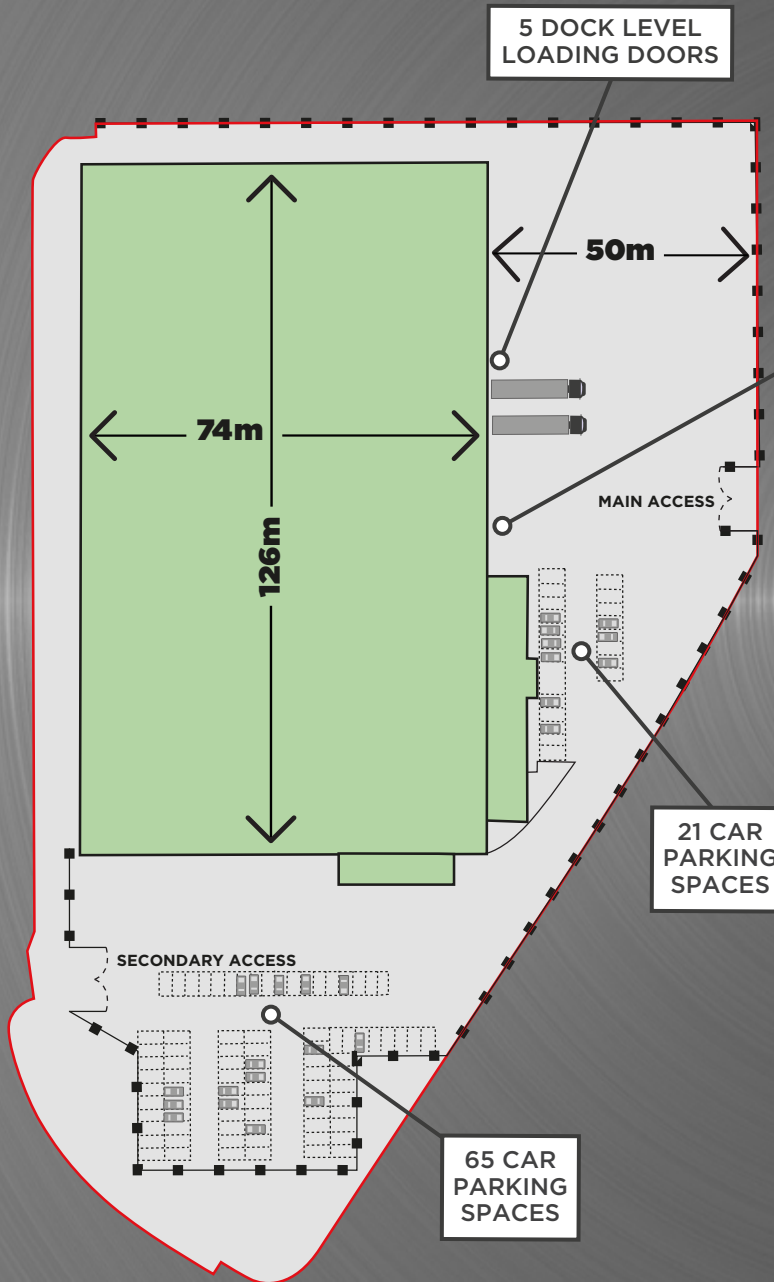 5 DOCK LEVEL
LOADING DOORS
50m
74m
126m
MAIN ACCESS
21 CAR
PARKING
SPACES
SECONDARY ACCESS
65 CAR
PARKING
SPACES